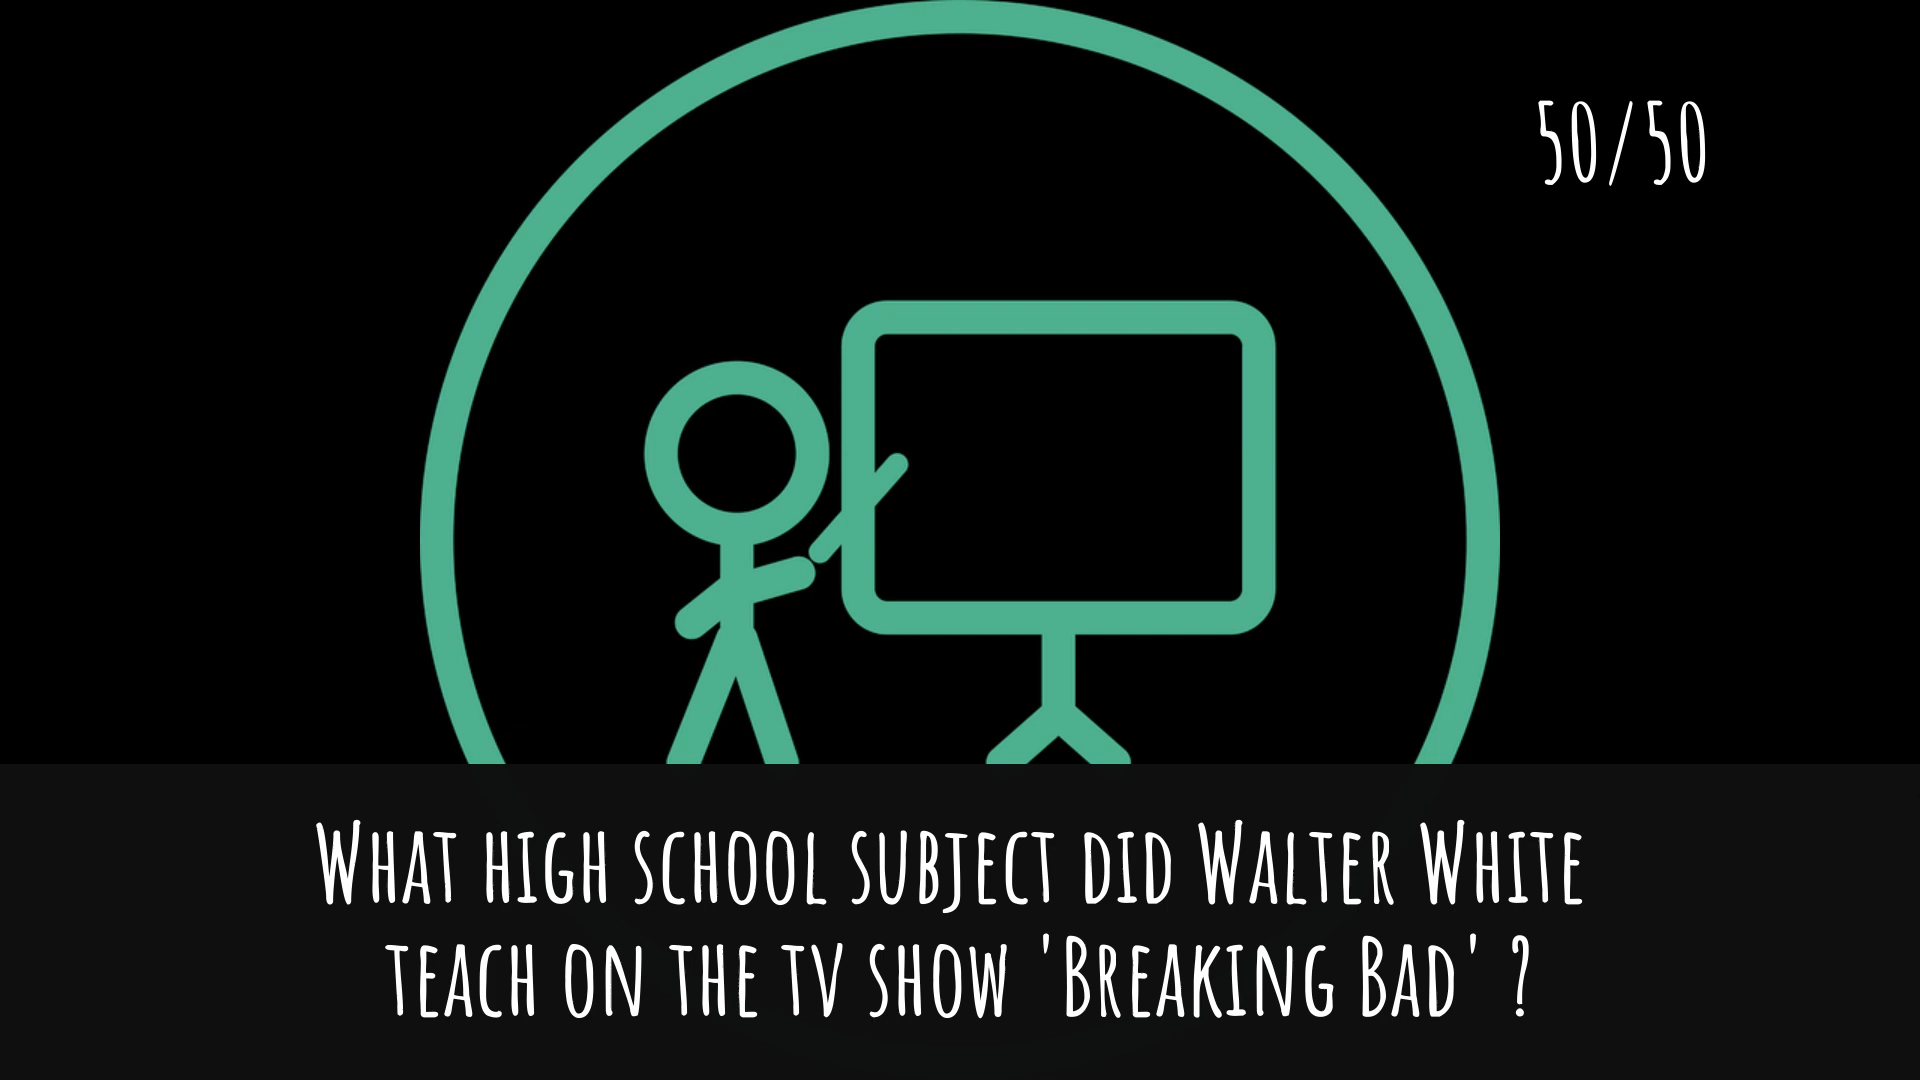 50/50
What high school subject did Walter White
teach on the TV show 'Breaking Bad' ?